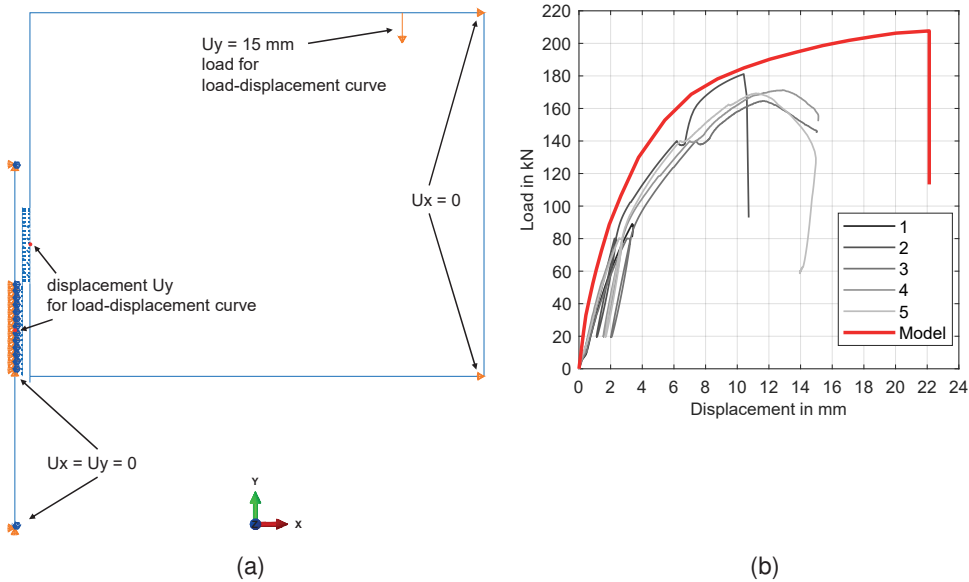 Uy = 15 mm
load for
load-displacement curve
Ux = 0
displacement Uy
for load-displacement curve
Ux = Uy = 0
Y
Z
X
(a)
Load in kN
220
200
180
160
140
120
100
80
60
40
20
0
0 2 4 6 8 10 12 14 16 18 20 22 24
Displacement in mm
1
2
3
4
5
Model
(b)